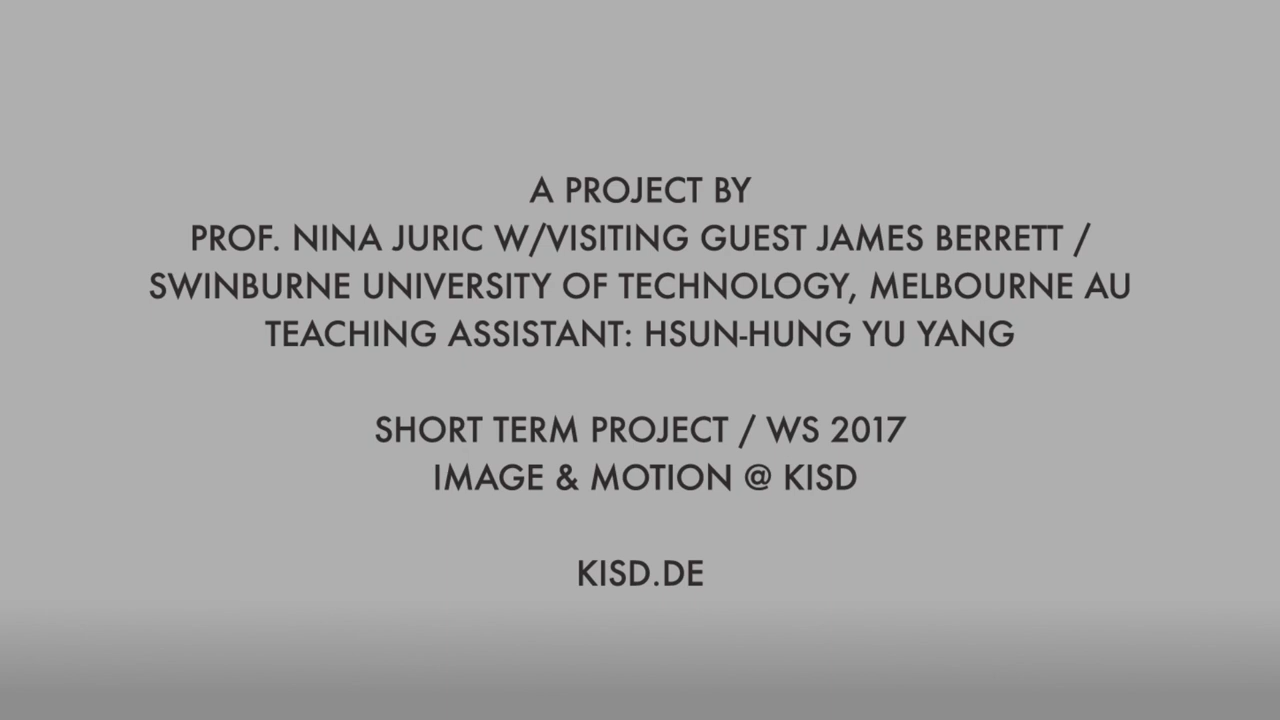 A PROJECT BY
PROF. NINA JURIC W/VISITING GUEST JAMES BERRETT /
SWINBURNE UNIVERSITY OF TECHNOLOGY, MELBOURNE AU
TEACHING ASSISTANT: HSUN-HUNG YU YANG
SHORT TERM PROJECT / WS 2017
IMAGE & MOTION @ KISD
KISD.DE